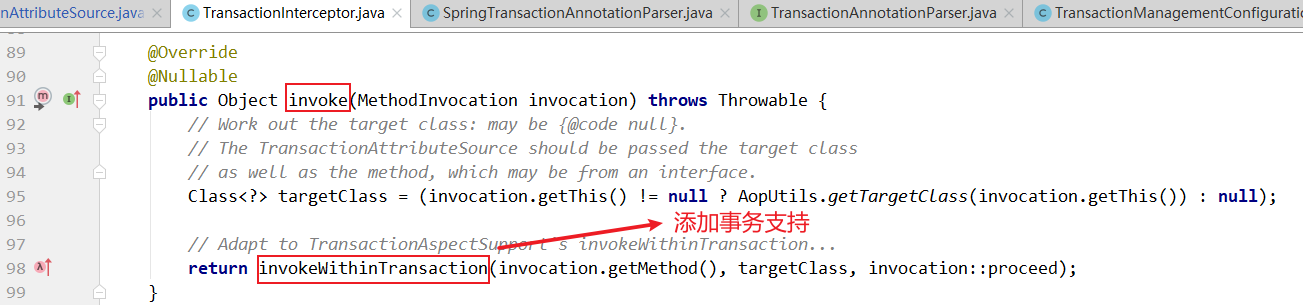 nAttributeSource.java × TransactionInterceptor.java × SpringTransactionAnnotationParser.java × TransactionAnnotationParser.java × TransactionManagementConfiguratio
89 @Override
90 @Nullable
91 public Object invoke(MethodInvocation invocation) throws Throwable {
92 // Work out the target class: may be {@code null}.
93 // The TransactionAttributeSource should be passed the target class
94 // as well as the method, which may be from an interface.
95 Class<?> targetClass = (invocation.getThis() != null ? AopUtils.getTargetClass(invocation.getThis()) : null);
96 添加事务支持
97 // Adapt to TransactionAspectSupport's invokeWithinTransaction...
98 return invokeWithinTransaction(invocation.getMethod(), targetClass, invocation::proceed);
99 }